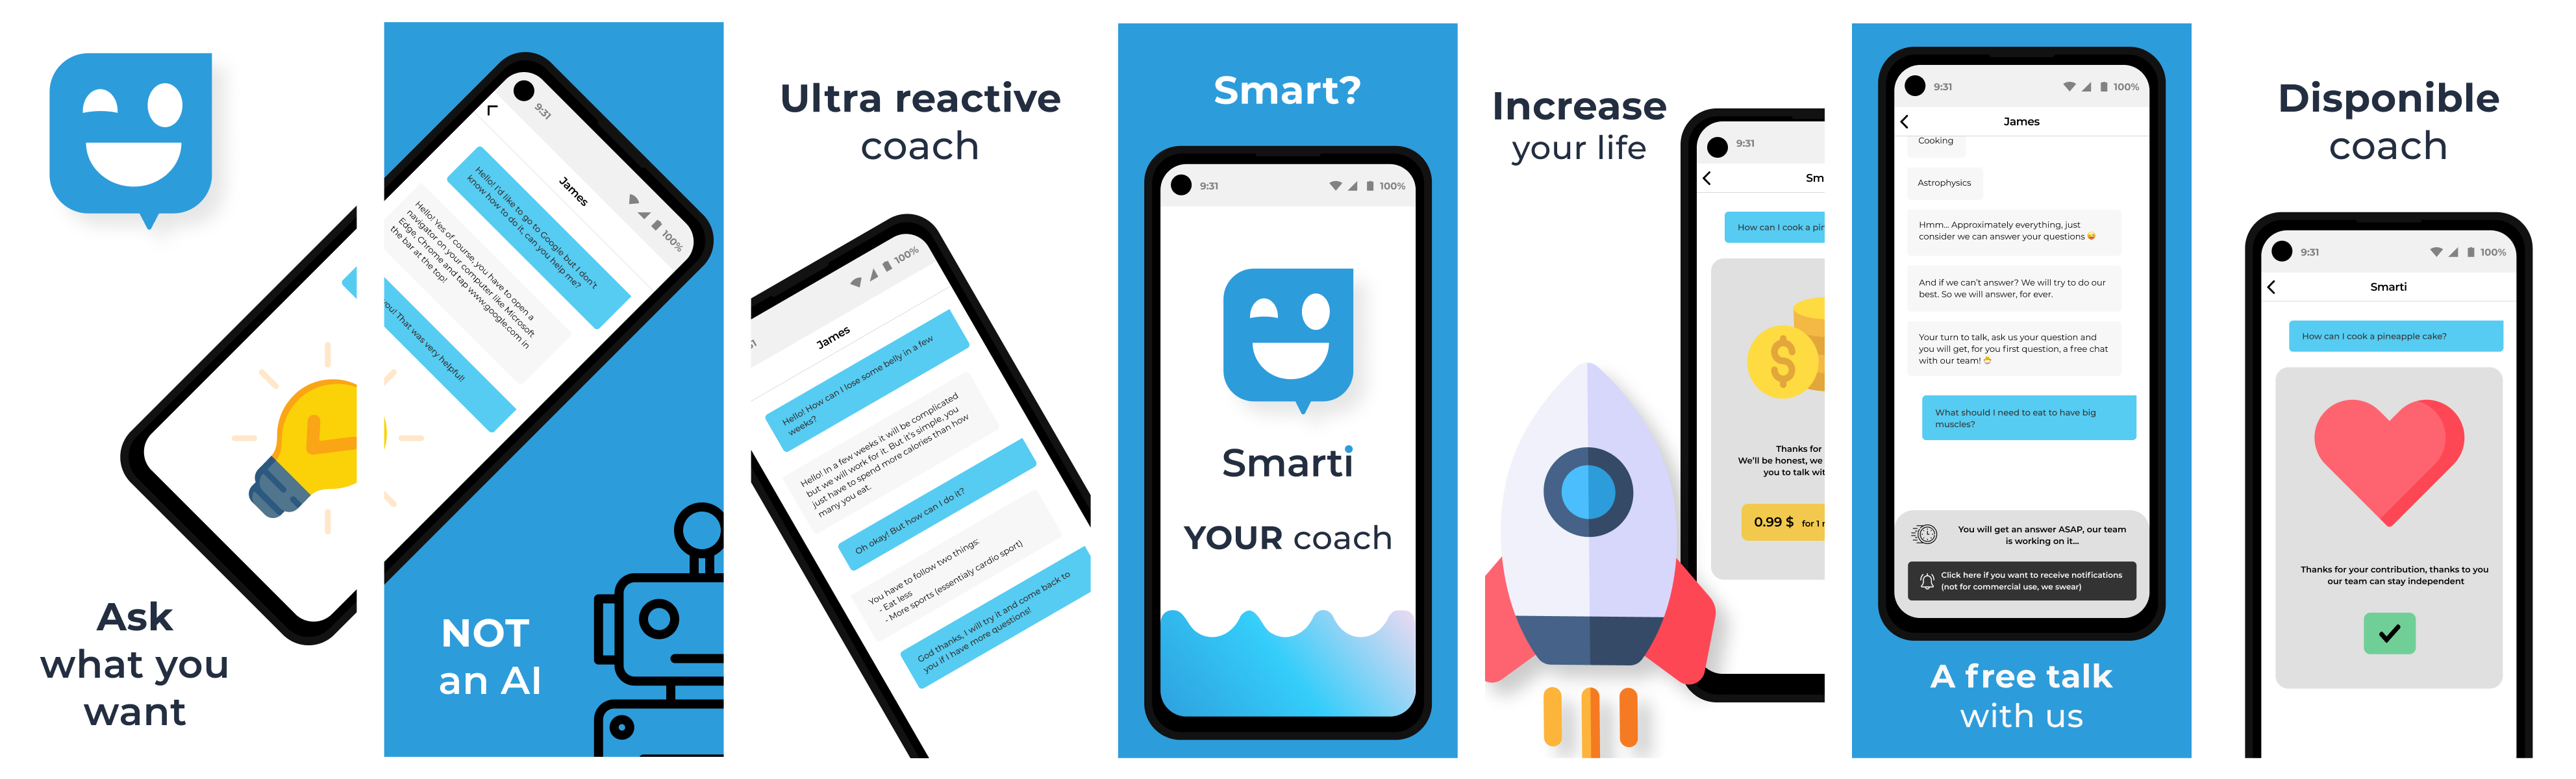 Ask
what you
want
9:31
100%
James
Hello! I'd like to go to Google but I don't
know how to do it, can you help me?
Hello! Yes of course, you have to open a
navigator on your computer like Microsoft
Edge, Chrome and tap www.google.com in
the bar at the top!
you! That was very helpful!
NOT
an AI
Ultra reactive
coach
31
100%
James
Hello! How can I lose some belly in a few
weeks?
Hello! In a few weeks it will be complicated
but we will work for it. But it's simple, you
just have to spend more calories than how
many you eat.
Oh okay! But how can I do it?
You have to follow two things:
- Eat less
- More sports (essentialy cardio sport)
God thanks, I will try it and come back to
you if I have more questions!
Smart?
9:31
100%
Smarti
YOUR coach
Increase
your life
9:31
Sm
How can I cook a pin
Thanks for
We'll be honest, we
you to talk wit
0.99 $ for 1
9:31
100%
James
Cooking
Astrophysics
Hmm... Approximately everything, just
consider we can answer your questions 😄
And if we can't answer? We will try to do our
best. So we will answer, for ever.
Your turn to talk, ask us your question and
you will get, for you first question, a free chat
with our team!
What should I need to eat to have big
muscles?
You will get an answer ASAP, our team
is working on it...
Click here if you want to receive notifications
(not for commercial use, we swear)
A free talk
with us
Disponible
coach
9:31
100%
Smarti
How can I cook a pineapple cake?
Thanks for your contribution, thanks to you
our team can stay independent